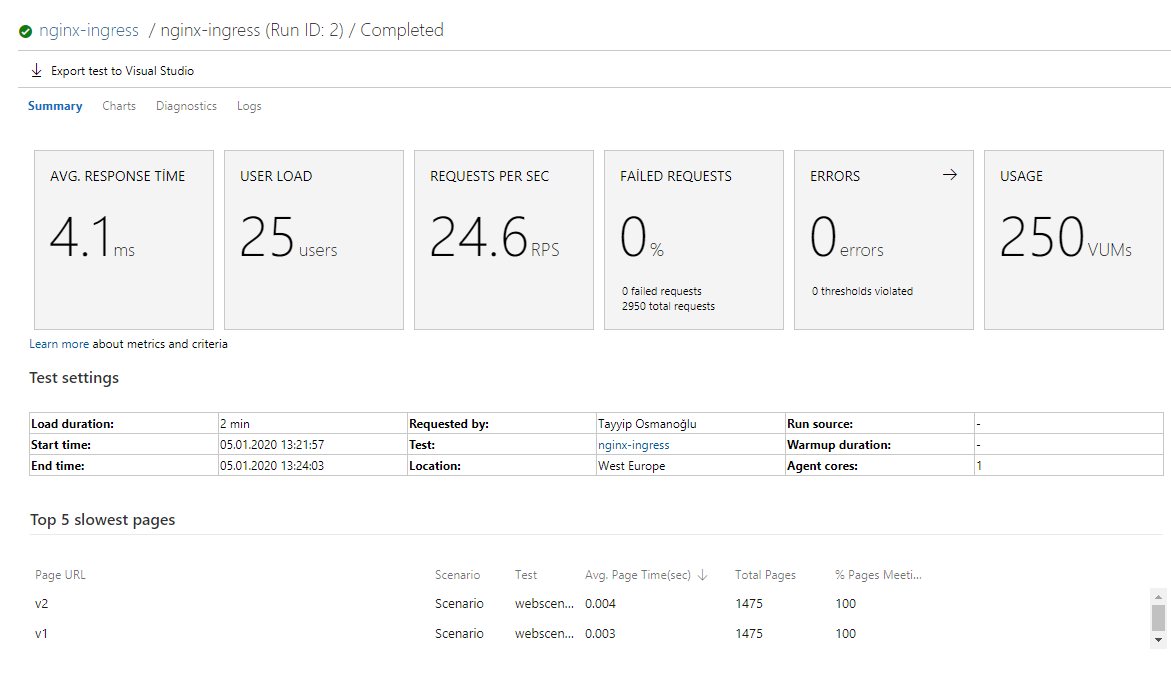 nginx-ingress / nginx-ingress (Run ID: 2) / Completed
Export test to Visual Studio
Summary Charts Diagnostics Logs
AVG. RESPONSE TİME USER LOAD REQUESTS PER SEC FAİLED REQUESTS ERRORS USAGE
4.1 ms 25 users 24.6 RPS 0 % 0 errors 250 VUMs
0 failed requests 0 thresholds violated
2950 total requests
Learn more about metrics and criteria
Test settings
Load duration: 2 min Requested by: Tayyip Osmanoğlu Run source: -
Start time: 05.01.2020 13:21:57 Test: nginx-ingress Warmup duration: -
End time: 05.01.2020 13:24:03 Location: West Europe Agent cores: 1
Top 5 slowest pages
Page URL Scenario Test Avg. Page Time(sec) ↓ Total Pages % Pages Meeti...
v2 Scenario webscen... 0.004 1475 100
v1 Scenario webscen... 0.003 1475 100